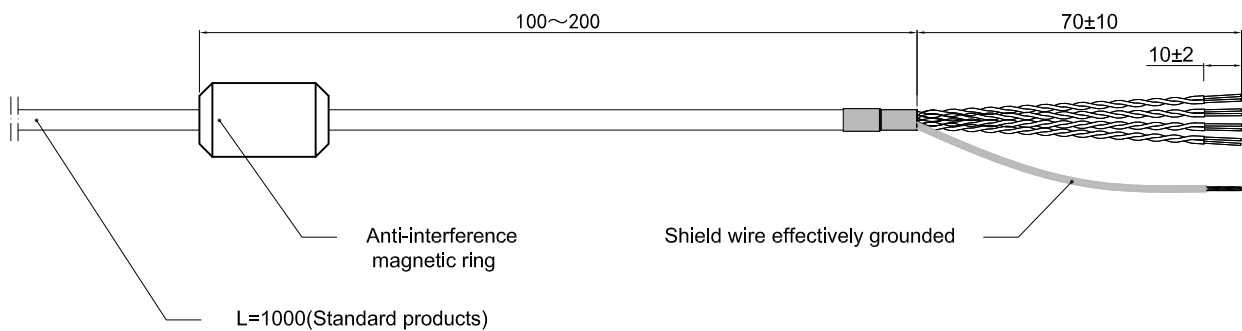 100～200
70±10
10±2
Anti-interference
magnetic ring
Shield wire effectively grounded
L=1000(Standard products)